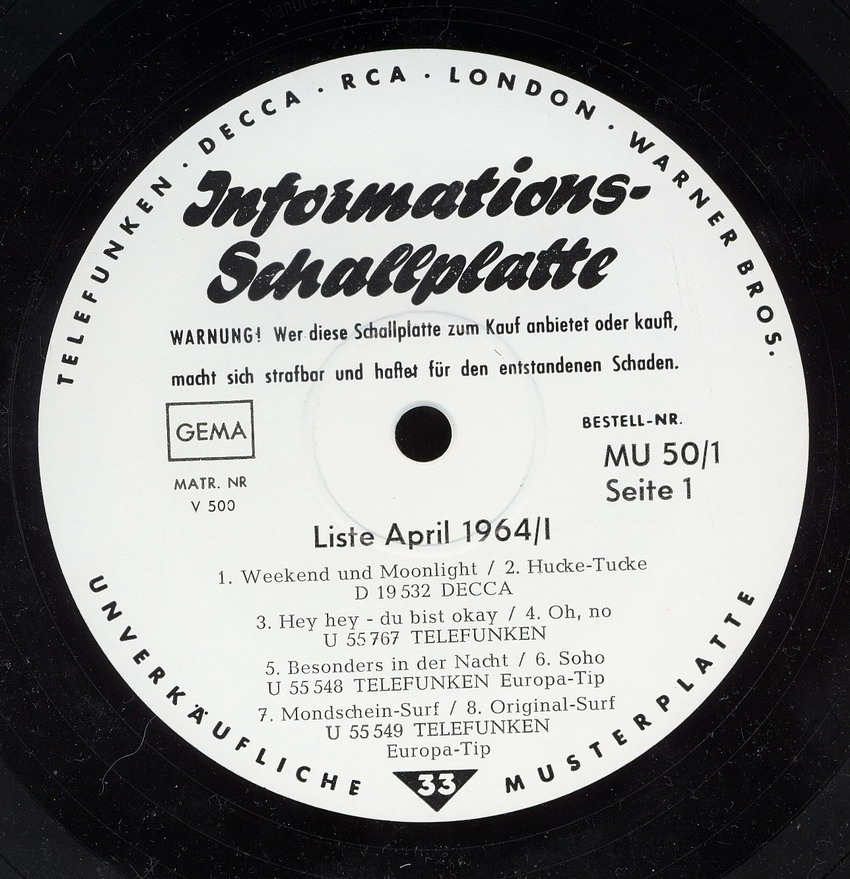 TELEFUNKEN · DECCA · RCA · LONDON · WARNER BROS.
Informations-
Schallplatte
WARNUNG! Wer diese Schallplatte zum Kauf anbietet oder kauft,
macht sich strafbar und haftet für den entstandenen Schaden.
GEMA
MATR. NR
V 500
BESTELL-NR.
MU 50/1
Seite 1
Liste April 1964/I
1. Weekend und Moonlight / 2. Hucke-Tucke
D 19 532 DECCA
3. Hey hey - du bist okay / 4. Oh, no
U 55 767 TELEFUNKEN
5. Besonders in der Nacht / 6. Soho
U 55 548 TELEFUNKEN Europa-Tip
7. Mondschein-Surf / 8. Original-Surf
U 55 549 TELEFUNKEN
Europa-Tip
UNVERKÄUFLICHE MUSTERPLATTE
33